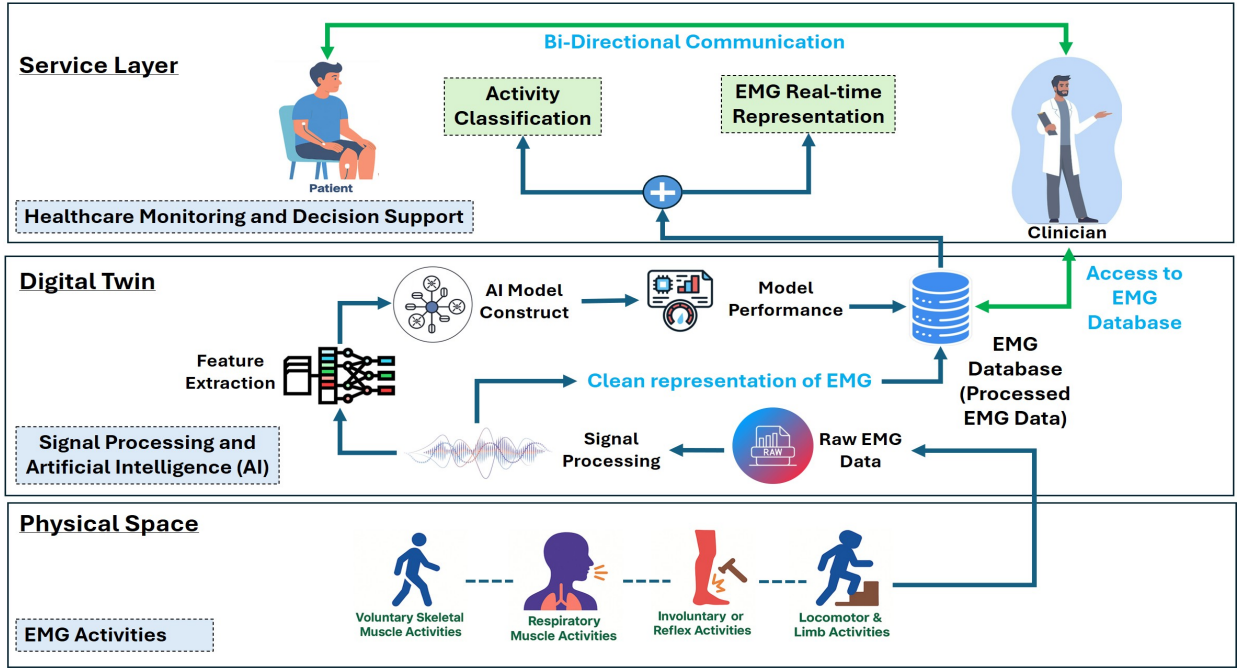 Bi-Directional Communication
Service Layer
Activity
Classification
EMG Real-time
Representation
Patient
Healthcare Monitoring and Decision Support
Clinician
Digital Twin
AI Model
Construct
Model
Performance
Access to
EMG
Database
Feature
Extraction
Clean representation of EMG
EMG
Database
(Processed
EMG Data)
Signal Processing and
Artificial Intelligence (AI)
Signal
Processing
RAW
Raw EMG
Data
Physical Space
Voluntary Skeletal
Muscle Activities
Respiratory
Muscle Activities
Involuntary or
Reflex Activities
Locomotor &
Limb Activities
EMG Activities